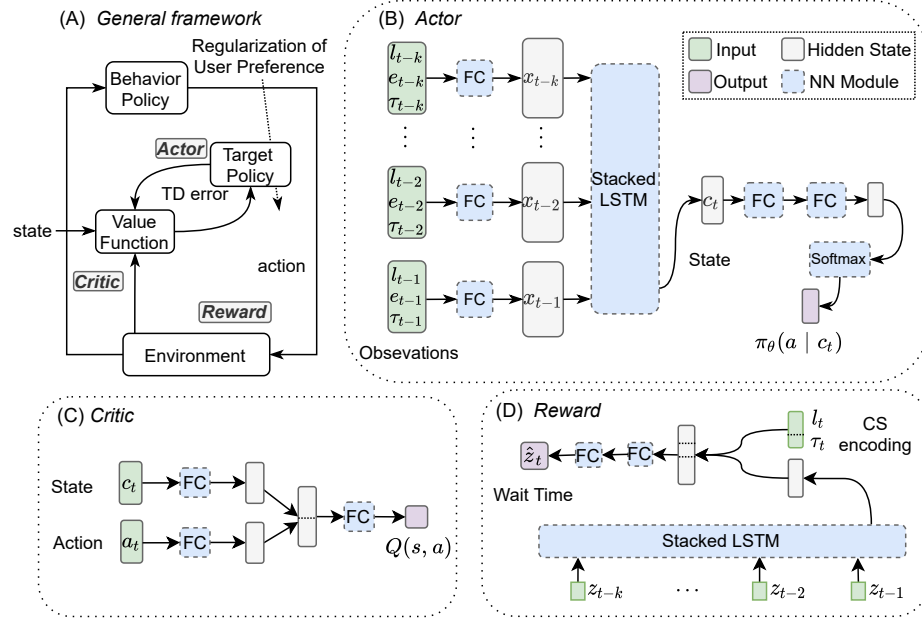 (A) General framework
Regularization of
User Preference
Behavior
Policy
Actor
Target
Policy
TD error
state
Value
Function
action
Critic
Reward
Environment
(B) Actor
l_{t-k}
e_{t-k}
τ_{t-k}
FC
x_{t-k}
⋮ ⋮ ⋮
l_{t-2}
e_{t-2}
τ_{t-2}
FC
x_{t-2}
l_{t-1}
e_{t-1}
τ_{t-1}
FC
x_{t-1}
Obsevations
Stacked
LSTM
Input
Hidden State
Output
NN Module
c_t
FC
FC
State
Softmax
π_θ(a | c_t)
(C) Critic
State
c_t
FC
Action
a_t
FC
FC
Q(s, a)
(D) Reward
ẑ_t
FC
FC
l_t
τ_t
CS
encoding
Wait Time
Stacked LSTM
z_{t-k}
⋯
z_{t-2}
z_{t-1}